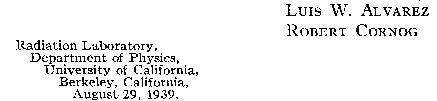 LUIS W. ALVAREZ
ROBERT CORNOG
Radiation Laboratory,
Department of Physics,
University of California,
Berkeley, California,
August 29, 1939.